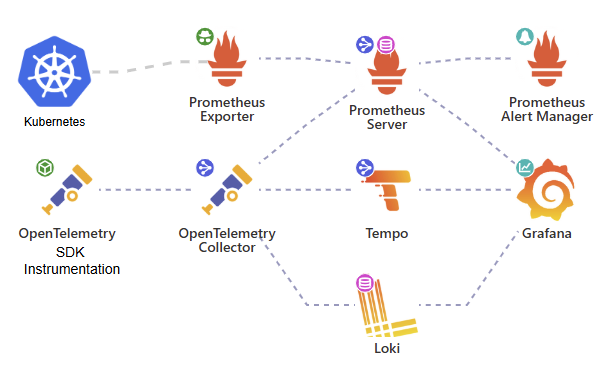 Kubernetes
Prometheus
Exporter
Prometheus
Server
Prometheus
Alert Manager
OpenTelemetry
SDK
Instrumentation
OpenTelemetry
Collector
Tempo
Grafana
Loki